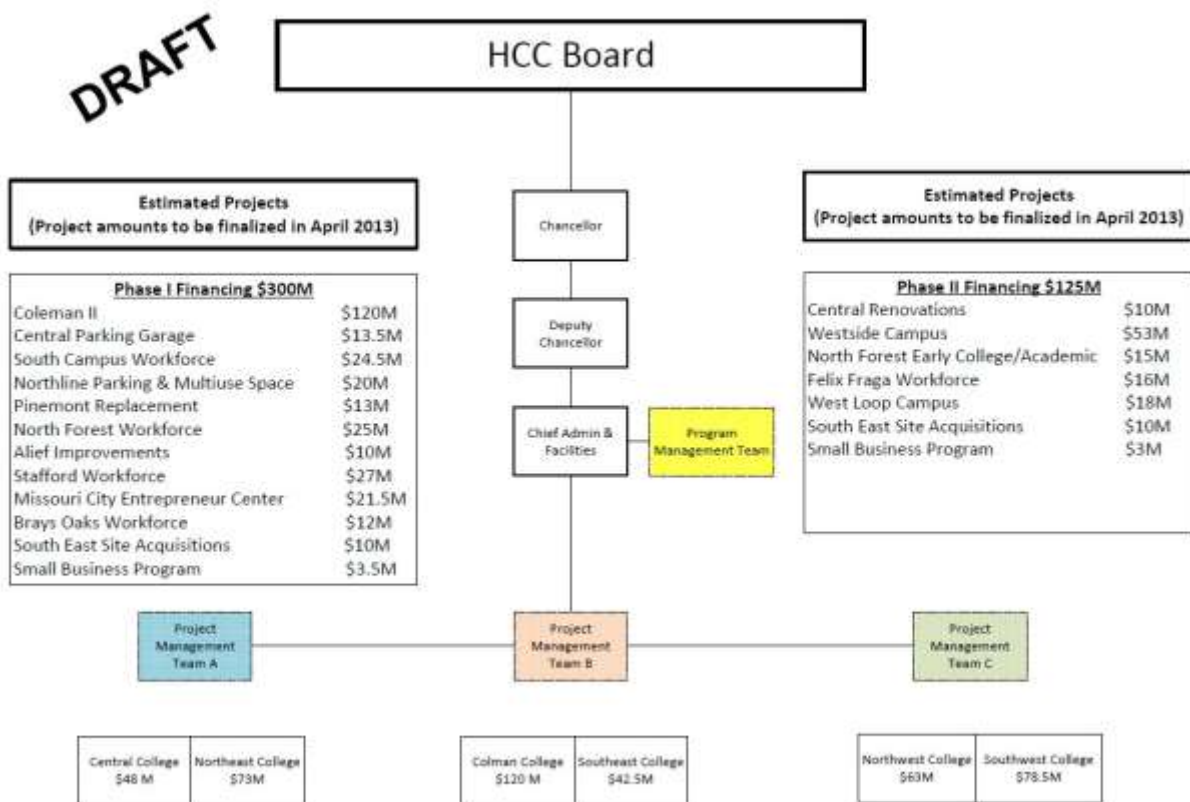 DRAFT
HCC Board
Estimated Projects
(Project amounts to be finalized in April 2013)
Phase I Financing $300M
Coleman II $120M
Central Parking Garage $13.5M
South Campus Workforce $24.5M
Northline Parking & Multiuse Space $20M
Pinemont Replacement $13M
North Forest Workforce $25M
Alief Improvements $10M
Stafford Workforce $27M
Missouri City Entrepreneur Center $21.5M
Brays Oaks Workforce $12M
South East Site Acquisitions $10M
Small Business Program $3.5M
Chancellor
Deputy
Chancellor
Chief Admin &
Facilities
Program
Management Team
Estimated Projects
(Project amounts to be finalized in April 2013)
Phase II Financing $125M
Central Renovations $10M
Westside Campus $53M
North Forest Early College/Academic $15M
Felix Fraga Workforce $16M
West Loop Campus $18M
South East Site Acquisitions $10M
Small Business Program $3M
Project
Management
Team A
Project
Management
Team B
Project
Management
Team C
Central College
$48 M
Northeast College
$73M
Colman College
$120 M
Southeast College
$42.5M
Northwest College
$63M
Southwest College
$78.5M